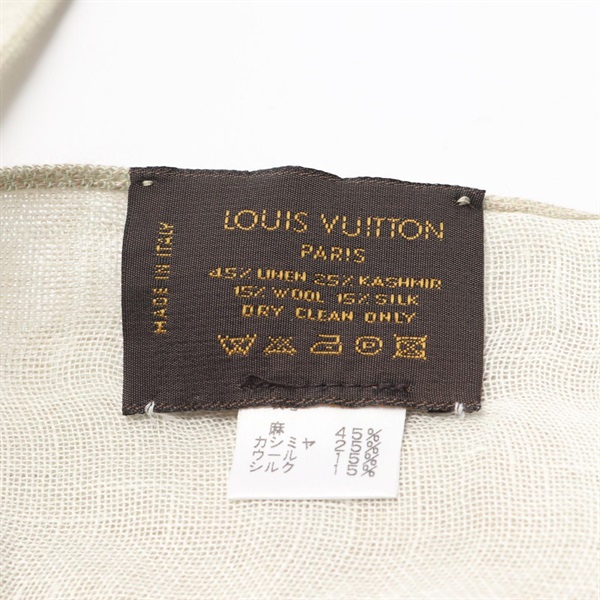 LOUIS VUITTON
PARIS
45% LINEN 25% KASHMIR
15% WOOL 15% SILK
DRY CLEAN ONLY
MADE IN ITALY
麻 45%
カシミヤ 25%
ウール 15%
シルク 15%